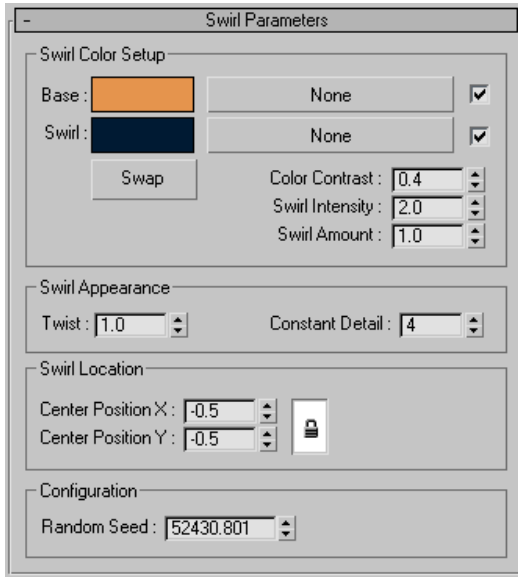 - Swirl Parameters
Swirl Color Setup
Base : None
Swirl : None
Swap
Color Contrast : 0.4
Swirl Intensity : 2.0
Swirl Amount : 1.0
Swirl Appearance
Twist : 1.0 Constant Detail : 4
Swirl Location
Center Position X : -0.5
Center Position Y : -0.5
Configuration
Random Seed : 52430.801